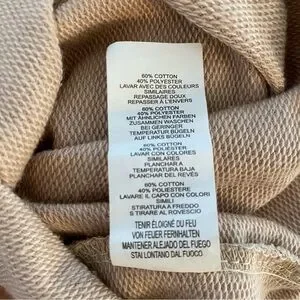 60% COTTON
40% POLYESTER
LAVAR AVEC DES COULEURS
SIMILAIRES
REPASSAGE DOUX
REPASSER À L'ENVERS
60% COTTON
40% POLYESTER
MIT ÄHNLICHEN FARBEN
ZUSAMMEN WASCHEN
BEI GERINGER
TEMPERATUR BÜGELN
AUF LINKS BÜGELN
60% COTTON
40% POLIÉSTER
LAVAR CON COLORES
SIMILARES
PLANCHAR A
TEMPERATURA BAJA
PLANCHAR DEL REVÉS
60% COTTON
40% POLIESTERE
LAVARE IL CAPO CON COLORI
SIMILI
STIRATURA A FREDDO
STIRARE AL ROVESCIO
TENIR ÉLOIGNÉ DU FEU
VON FEUER FERNHALTEN
MANTENER ALEJADO DEL FUEGO
STAI LONTANO DAL FUOCO